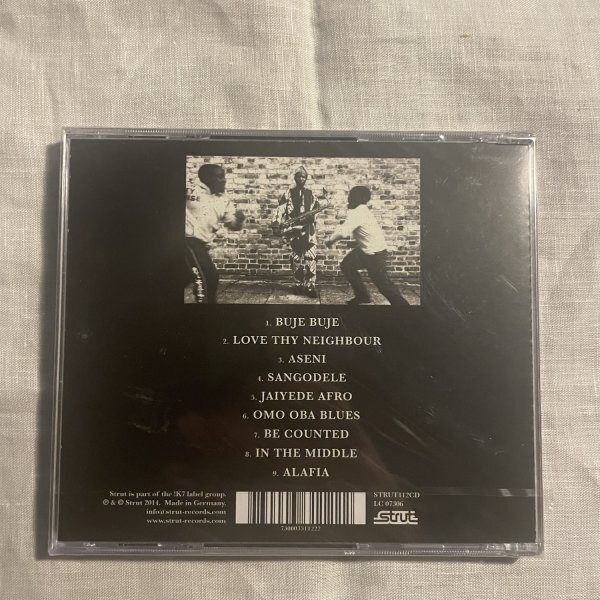 1. BUJE BUJE
2. LOVE THY NEIGHBOUR
3. ASENI
4. SANGODELE
5. JAIYEDE AFRO
6. OMO OBA BLUES
7. BE COUNTED
8. IN THE MIDDLE
9. ALAFIA
Strut is part of the !K7 label group.
℗ & © Strut 2014. Made in Germany.
info@strut-records.com
www.strut-records.com
STRUT112CD
LC 07306
strut